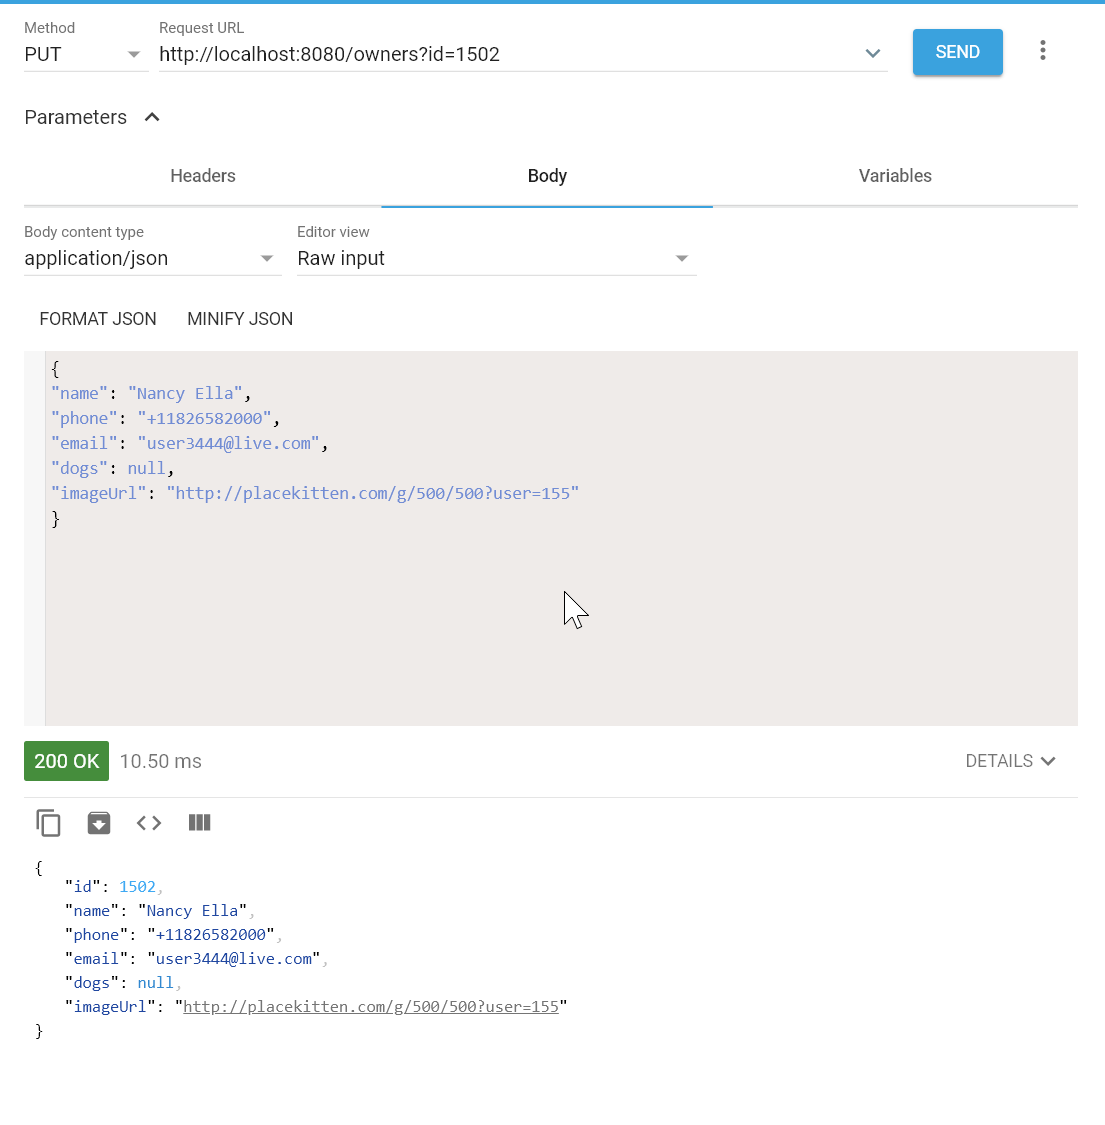 Method
Request URL
PUT
http://localhost:8080/owners?id=1502
SEND
Parameters
Headers
Body
Variables
Body content type
Editor view
application/json
Raw input
FORMAT JSON
MINIFY JSON
{
"name": "Nancy Ella",
"phone": "+11826582000",
"email": "user3444@live.com",
"dogs": null,
"imageUrl": "http://placekitten.com/g/500/500?user=155"
}
200 OK
10.50 ms
DETAILS
{
"id": 1502,
"name": "Nancy Ella",
"phone": "+11826582000",
"email": "user3444@live.com",
"dogs": null,
"imageUrl": "http://placekitten.com/g/500/500?user=155"
}